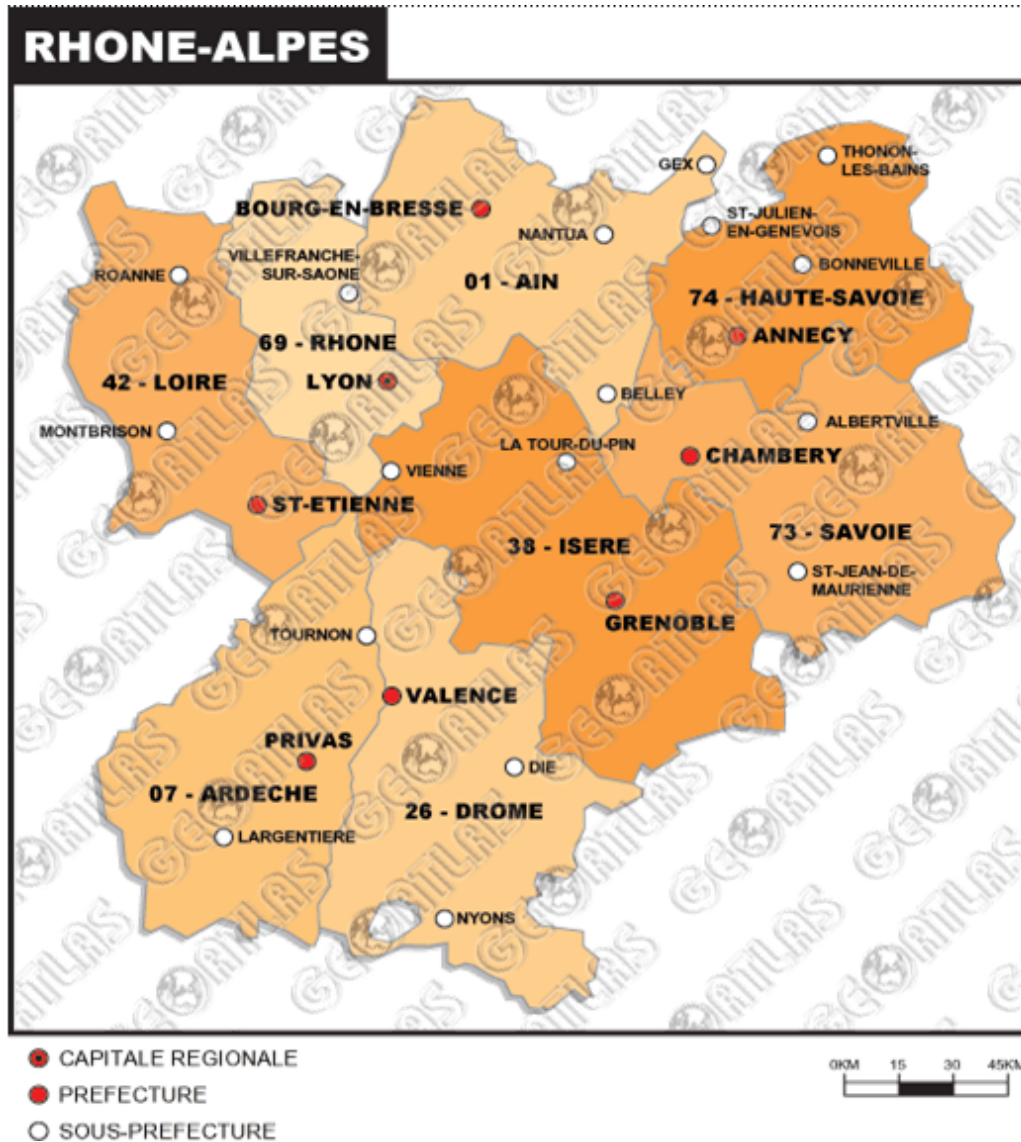 RHONE-ALPES
GEX
THONON-
LES-BAINS
BOURG-EN-BRESSE
ST-JULIEN-
EN-GENEVOIS
NANTUA
VILLEFRANCHE-
SUR-SAONE
ROANNE
BONNEVILLE
01 - AIN
74 - HAUTE-SAVOIE
69 - RHONE
ANNECY
42 - LOIRE
LYON
BELLEY
MONTBRISON
ALBERTVILLE
LA TOUR-DU-PIN
CHAMBERY
VIENNE
ST-ETIENNE
73 - SAVOIE
38 - ISERE
ST-JEAN-DE-
MAURIENNE
GRENOBLE
TOURNON
VALENCE
PRIVAS
DIE
07 - ARDECHE
26 - DROME
LARGENTIERE
NYONS
GEOATLAS
CAPITALE REGIONALE
PREFECTURE
SOUS-PREFECTURE
0KM 15 30 45KM